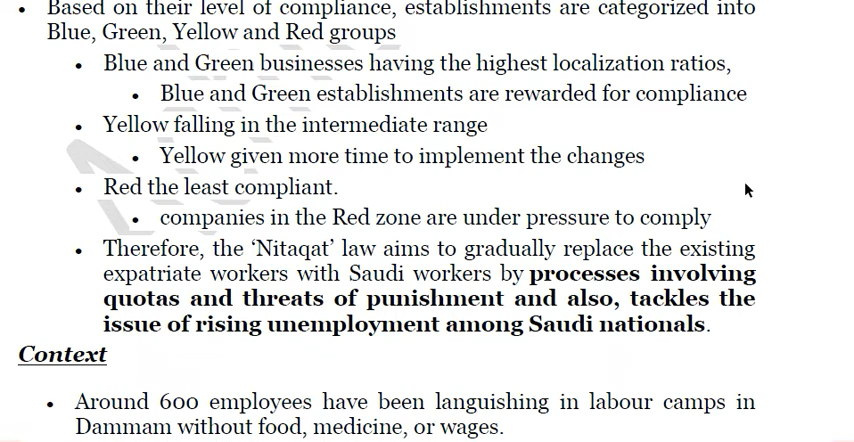 • Based on their level of compliance, establishments are categorized into
Blue, Green, Yellow and Red groups
• Blue and Green businesses having the highest localization ratios,
• Blue and Green establishments are rewarded for compliance
• Yellow falling in the intermediate range
• Yellow given more time to implement the changes
• Red the least compliant.
• companies in the Red zone are under pressure to comply
• Therefore, the ‘Nitaqat’ law aims to gradually replace the existing
expatriate workers with Saudi workers by processes involving
quotas and threats of punishment and also, tackles the
issue of rising unemployment among Saudi nationals.
Context
• Around 600 employees have been languishing in labour camps in
Dammam without food, medicine, or wages.